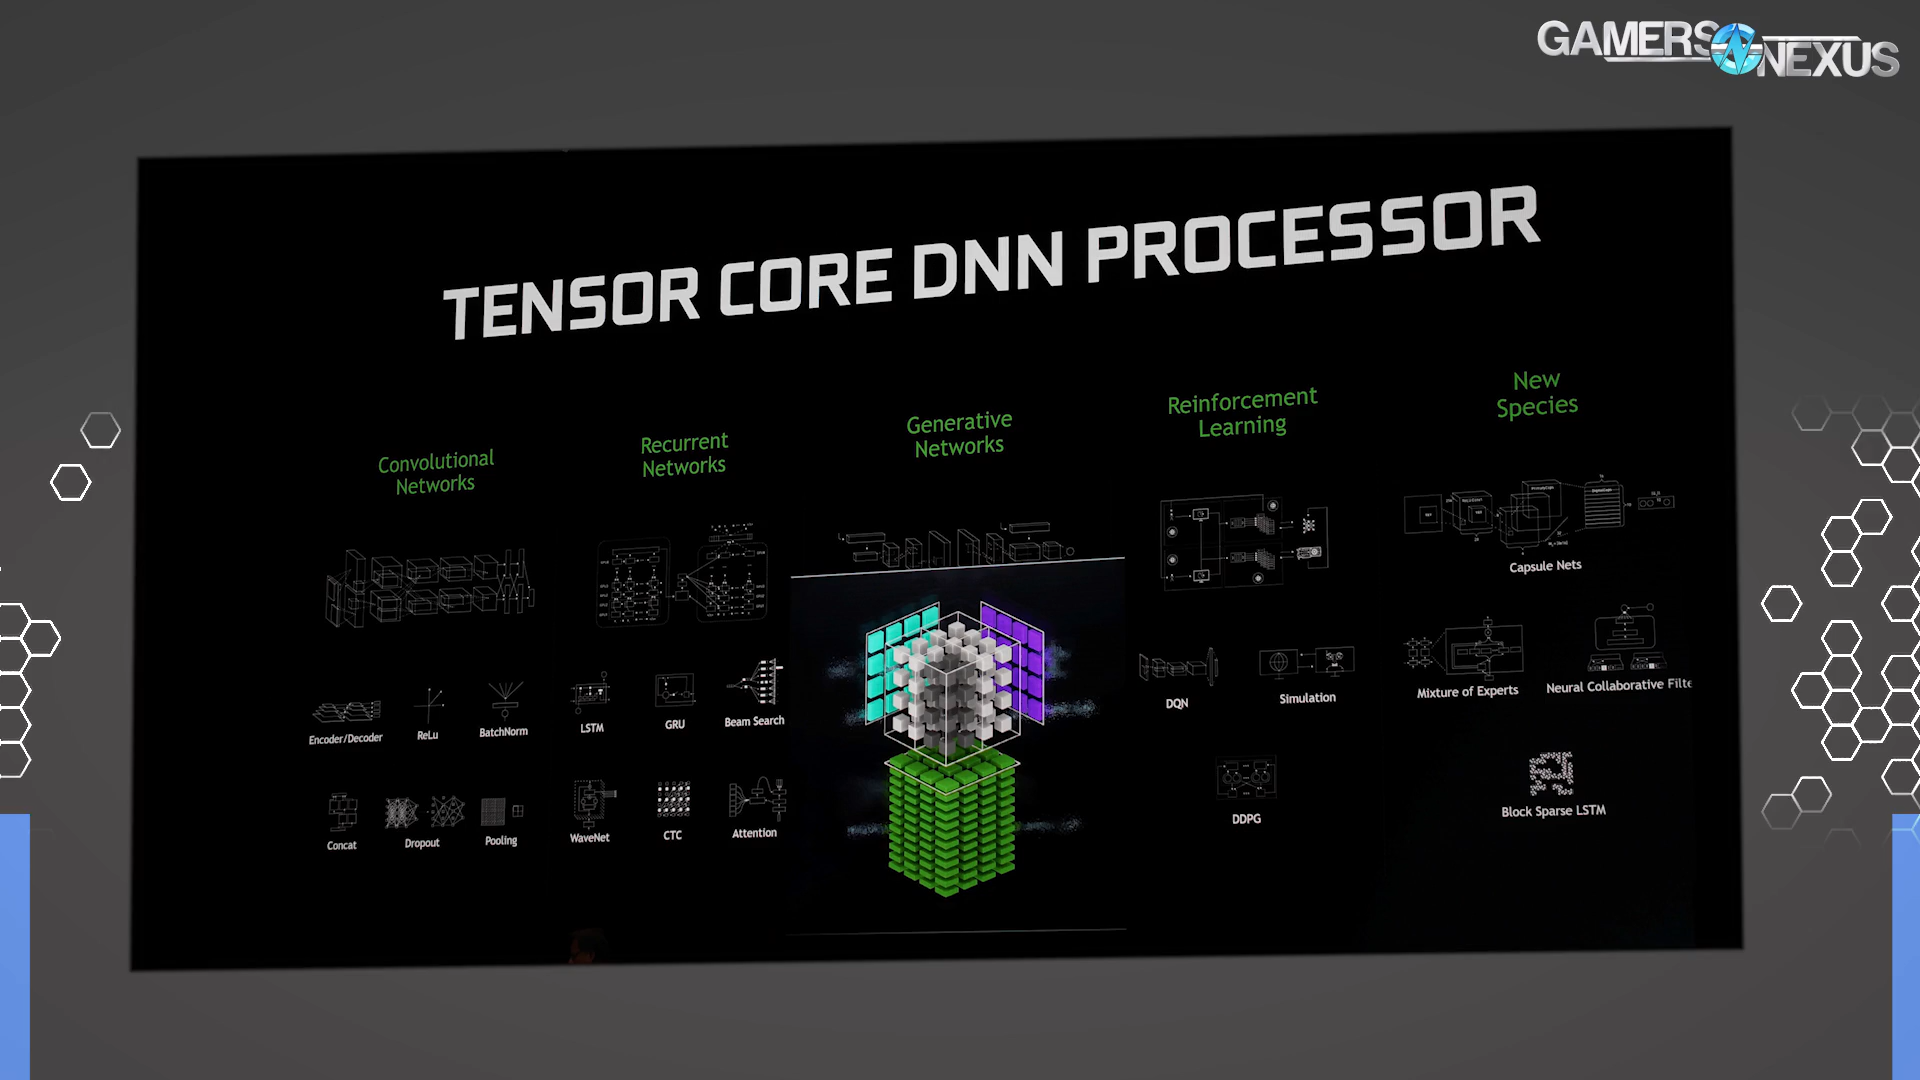 GAMERS NEXUS
TENSOR CORE DNN PROCESSOR
Convolutional
Networks
Recurrent
Networks
Generative
Networks
Reinforcement
Learning
New
Species
Capsule Nets
Encoder/Decoder
ReLu
BatchNorm
LSTM
GRU
Beam Search
DQN
Simulation
Mixture of Experts
Neural Collaborative Filte
Concat
Dropout
Pooling
WaveNet
CTC
Attention
DDPG
Block Sparse LSTM